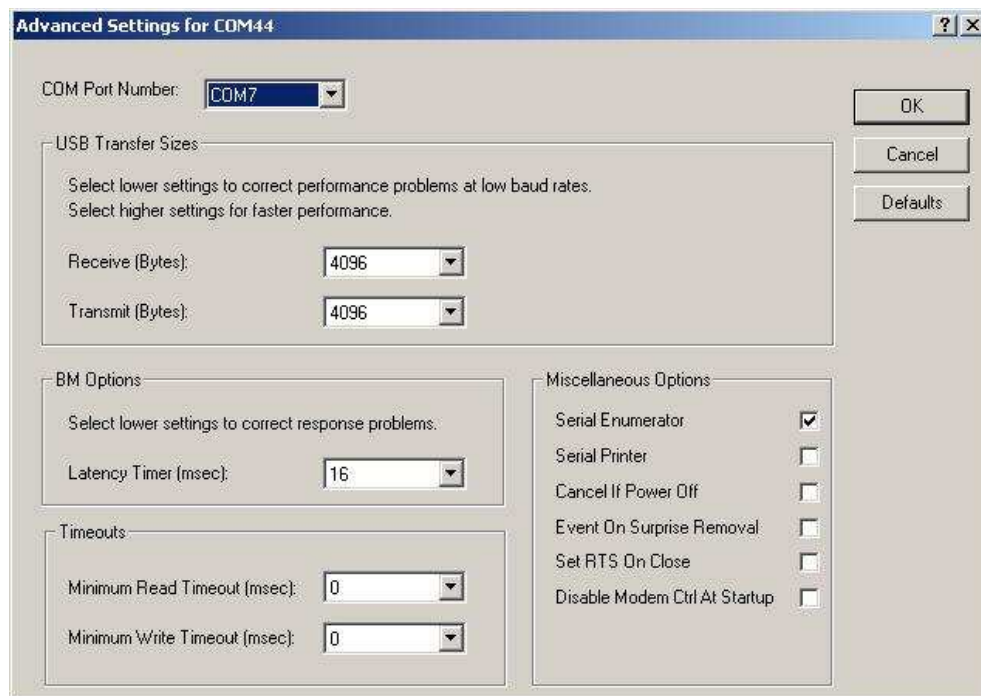 Advanced Settings for COM44
COM Port Number:
COM7
OK
Cancel
Defaults
USB Transfer Sizes
Select lower settings to correct performance problems at low baud rates.
Select higher settings for faster performance.
Receive (Bytes):
4096
Transmit (Bytes):
4096
BM Options
Select lower settings to correct response problems.
Latency Timer (msec):
16
Timeouts
Minimum Read Timeout (msec):
0
Minimum Write Timeout (msec):
0
Miscellaneous Options
Serial Enumerator
Serial Printer
Cancel If Power Off
Event On Surprise Removal
Set RTS On Close
Disable Modem Ctrl At Startup